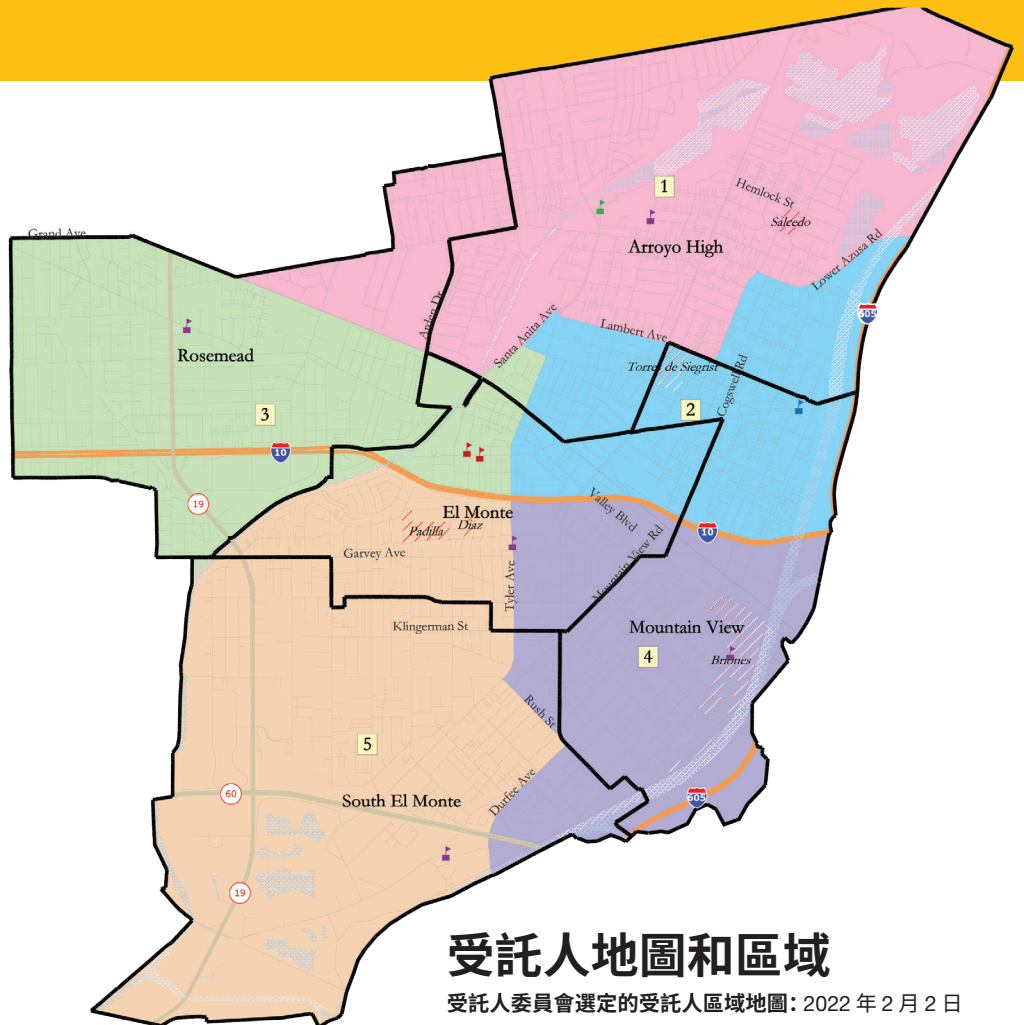 1
Hemlock St
Salcedo
Grand Ave
Arroyo High
Lower Azusa Rd
Arden Dr
Santa Anita Ave
605
Lambert Ave
Rosemead
Torres de Siegrist
Cogswell Rd
3
2
10
19
El Monte
Valley Blvd
Padilla
Diaz
10
Garvey Ave
Tyler Ave
Mountain View Rd
Klingerman St
Mountain View
4
Briones
Rush St
5
60
South El Monte
Durfee Ave
605
19
受託人地圖和區域
受託人委員會選定的受託人區域地圖: 2022 年 2 月 2 日